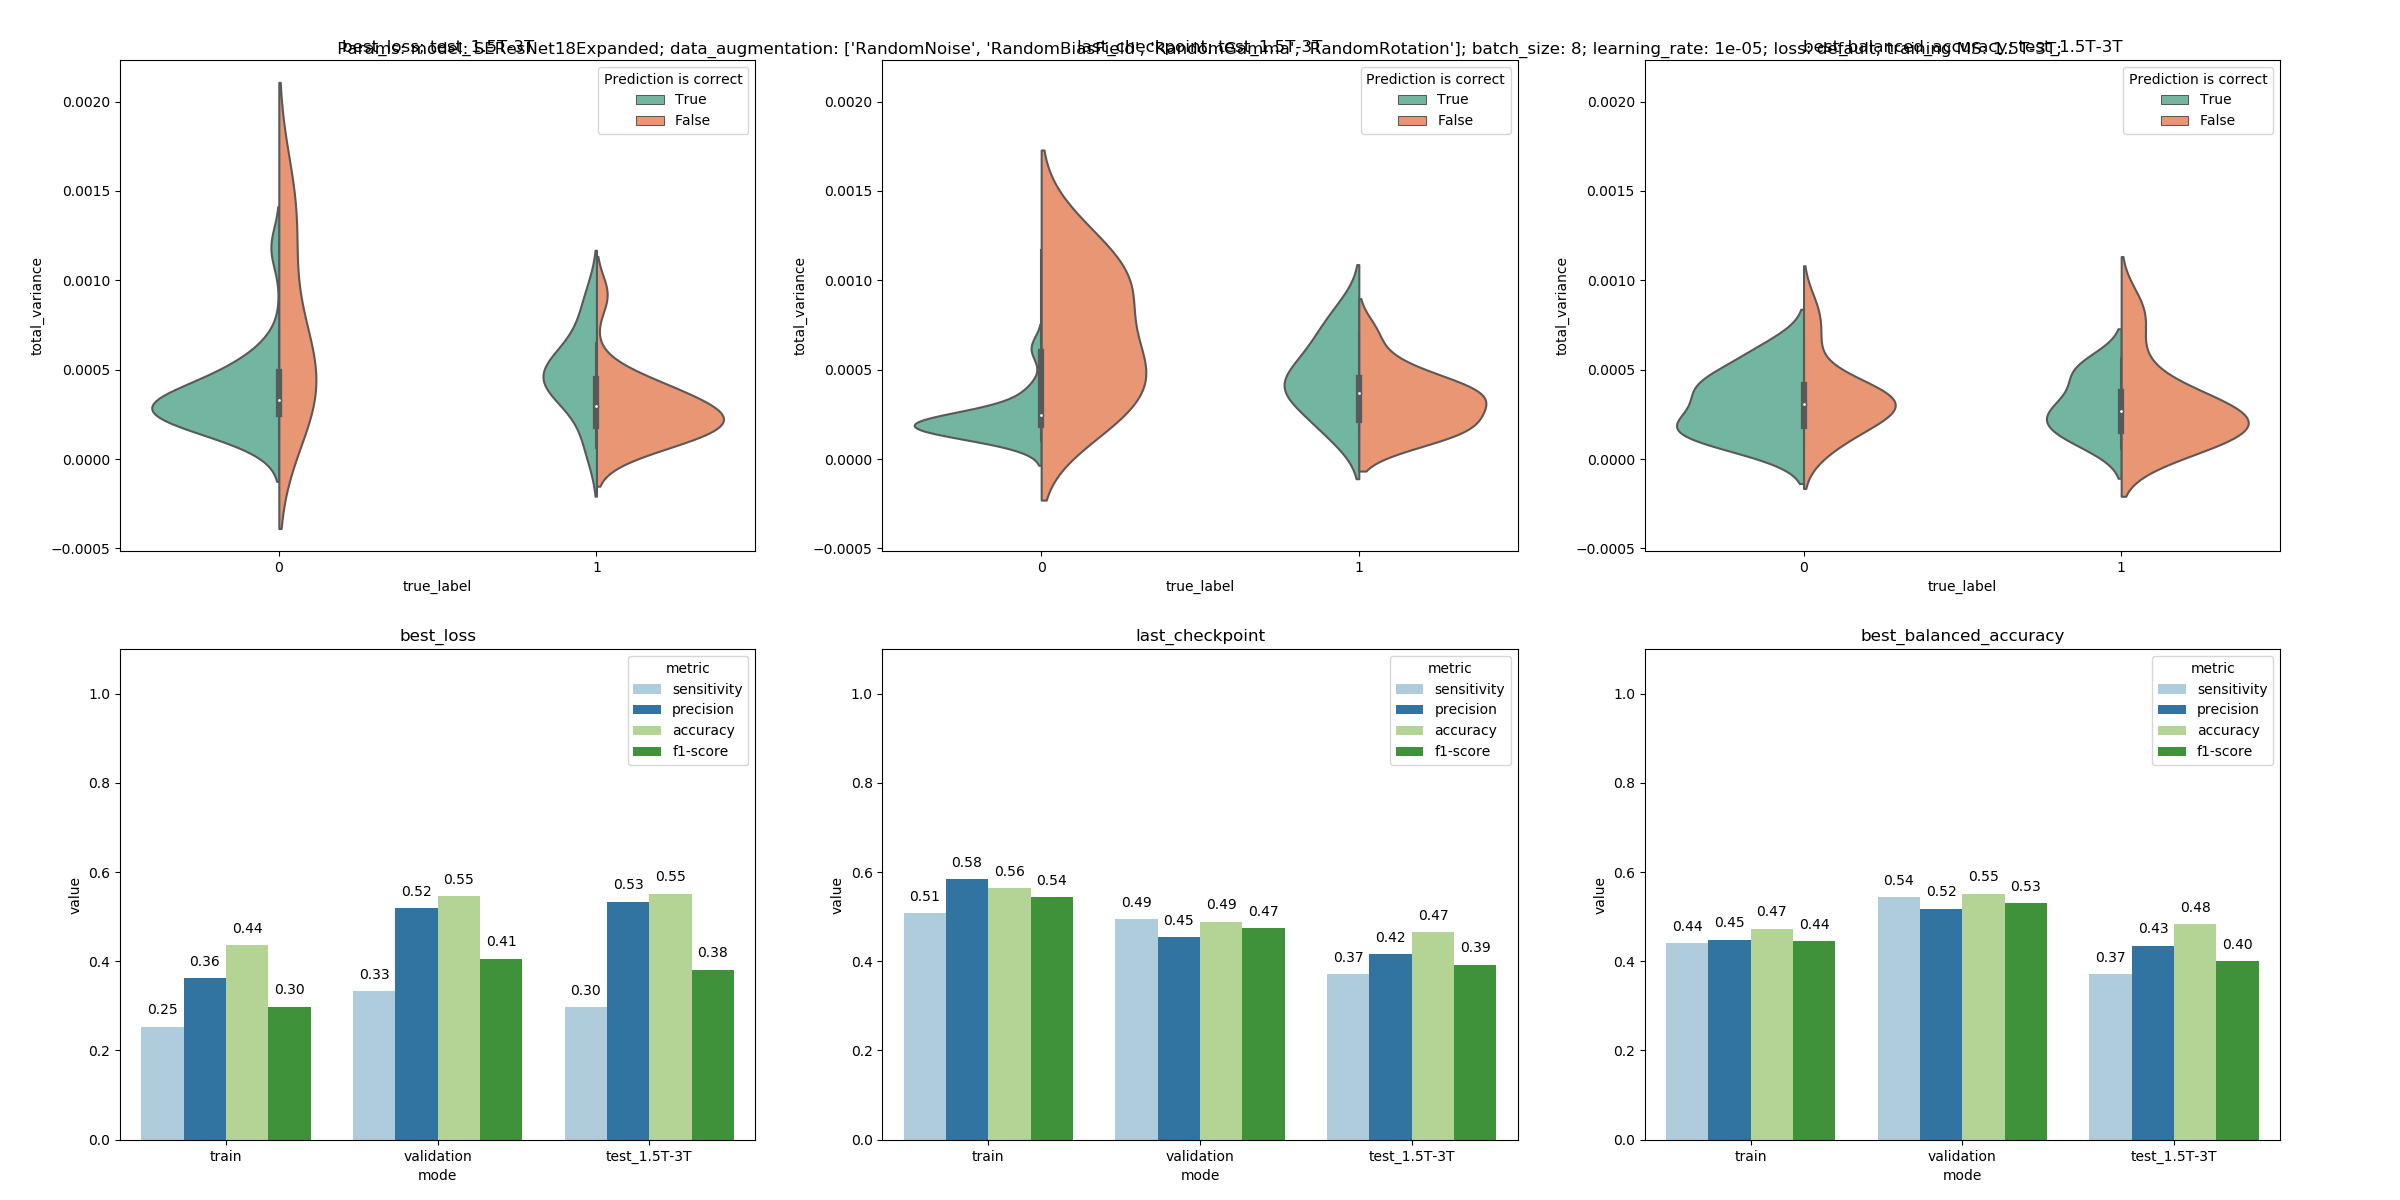 Params: model: SEResNet18Expanded; data_augmentation: ['RandomNoise', 'RandomBiasField', 'RandomGamma', 'RandomRotation']; batch_size: 8; learning_rate: 1e-05; loss: default; training MS: 1.5T-3T;
best_loss; test_1.5T-3T
last_checkpoint; test_1.5T-3T
best_balanced_accuracy; test_1.5T-3T
Prediction is correct
True
False
0.0020
0.0015
0.0010
0.0005
0.0000
−0.0005
total_variance
0 1
true_label
Prediction is correct
True
False
0.0020
0.0015
0.0010
0.0005
0.0000
−0.0005
total_variance
0 1
true_label
Prediction is correct
True
False
0.0020
0.0015
0.0010
0.0005
0.0000
−0.0005
total_variance
0 1
true_label
best_loss
metric
sensitivity
precision
accuracy
f1-score
1.0
0.8
0.6
0.4
0.2
0.0
value
0.25 0.36 0.44 0.30
0.33 0.52 0.55 0.41
0.30 0.53 0.55 0.38
train validation test_1.5T-3T
mode
last_checkpoint
metric
sensitivity
precision
accuracy
f1-score
1.0
0.8
0.6
0.4
0.2
0.0
value
0.51 0.58 0.56 0.54
0.49 0.45 0.49 0.47
0.37 0.42 0.47 0.39
train validation test_1.5T-3T
mode
best_balanced_accuracy
metric
sensitivity
precision
accuracy
f1-score
1.0
0.8
0.6
0.4
0.2
0.0
value
0.44 0.45 0.47 0.44
0.54 0.52 0.55 0.53
0.37 0.43 0.48 0.40
train validation test_1.5T-3T
mode